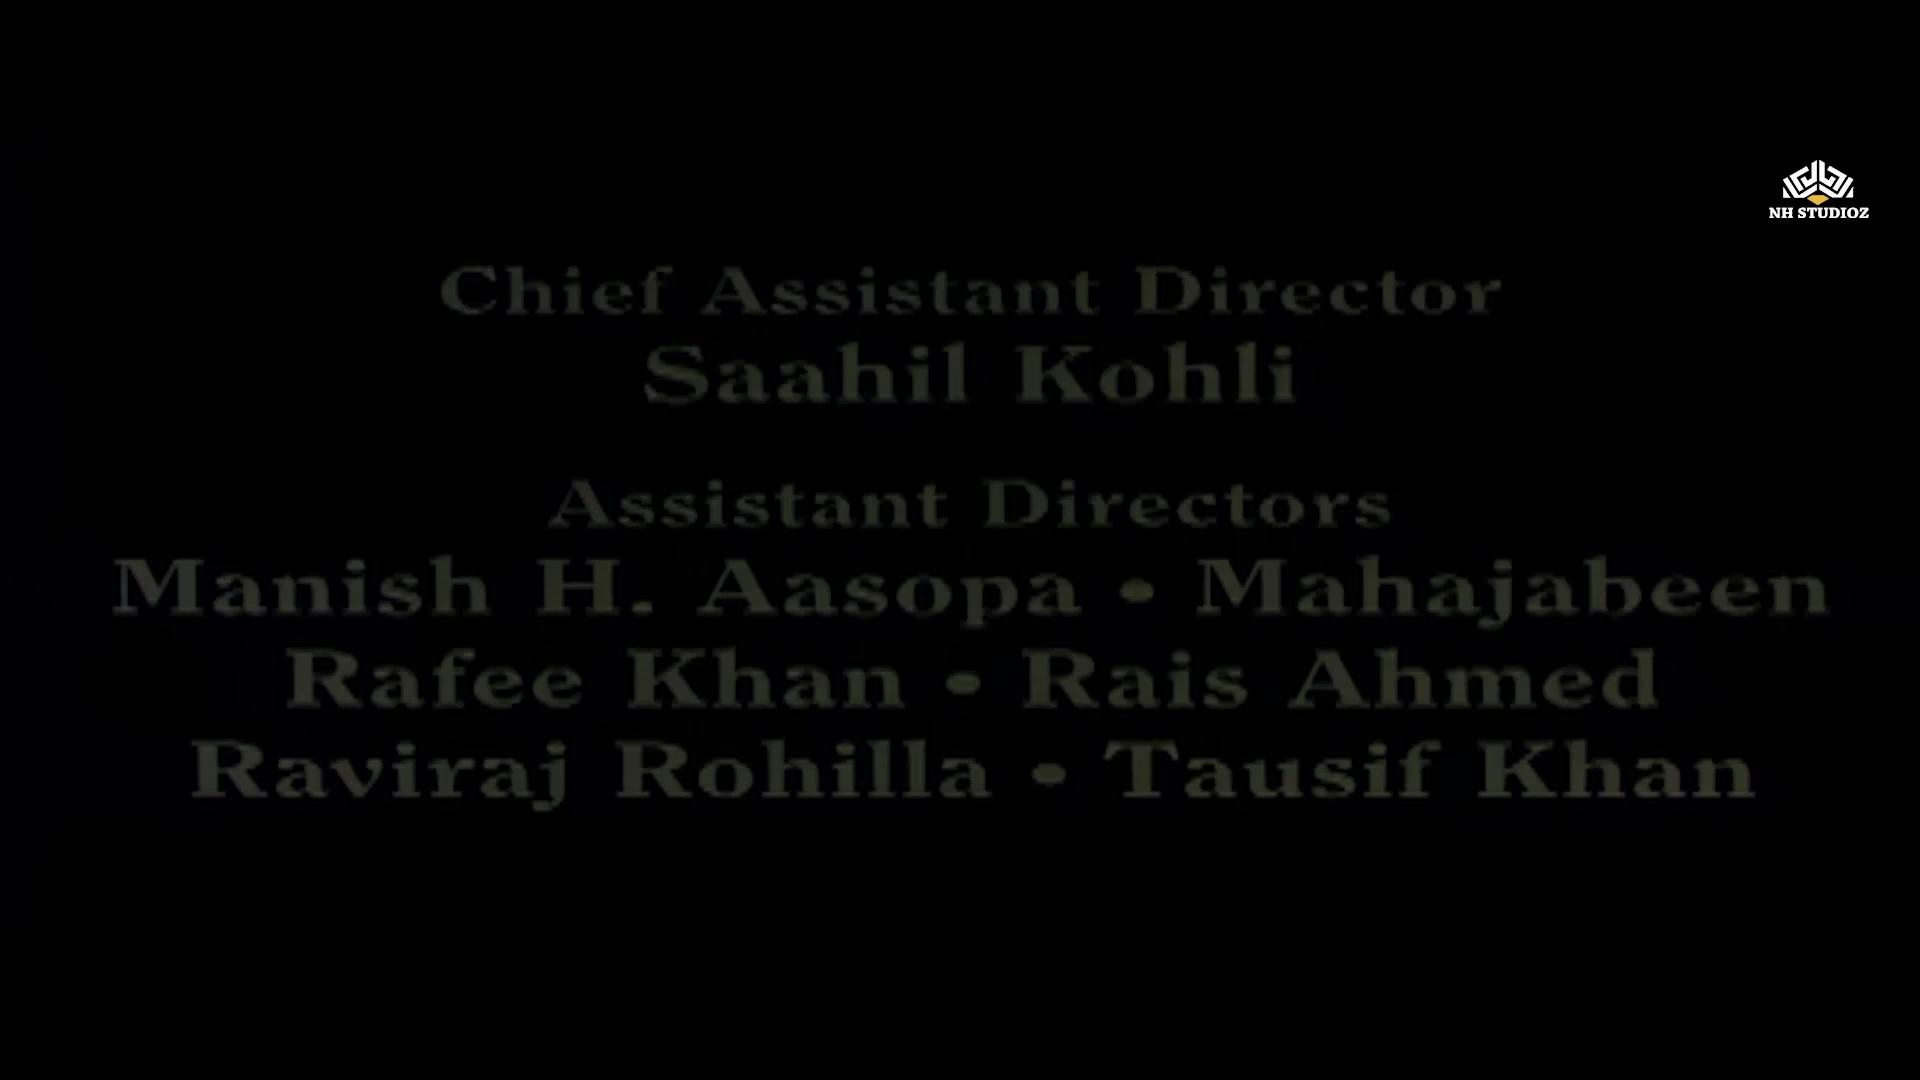 NH STUDIOZ
Chief Assistant Director
Saahil Kohli
Assistant Directors
Manish H. Aasopa • Mahajabeen
Rafee Khan • Rais Ahmed
Raviraj Rohilla • Tausif Khan